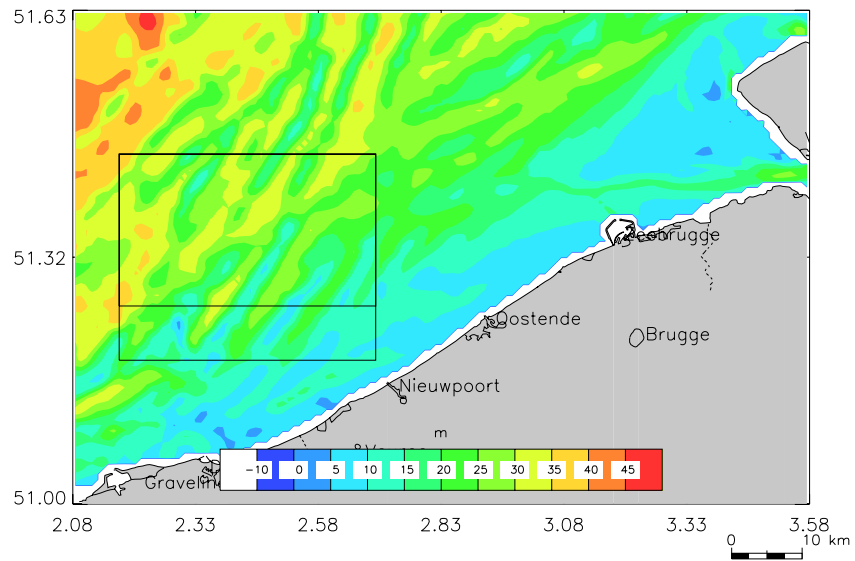 51.63
51.32
Zeebrugge
Oostende
Brugge
Nieuwpoort
m
-10 0 5 10 15 20 25 30 35 40 45
51.00
2.08 2.33 2.58 2.83 3.08 3.33 3.58
0 10 km